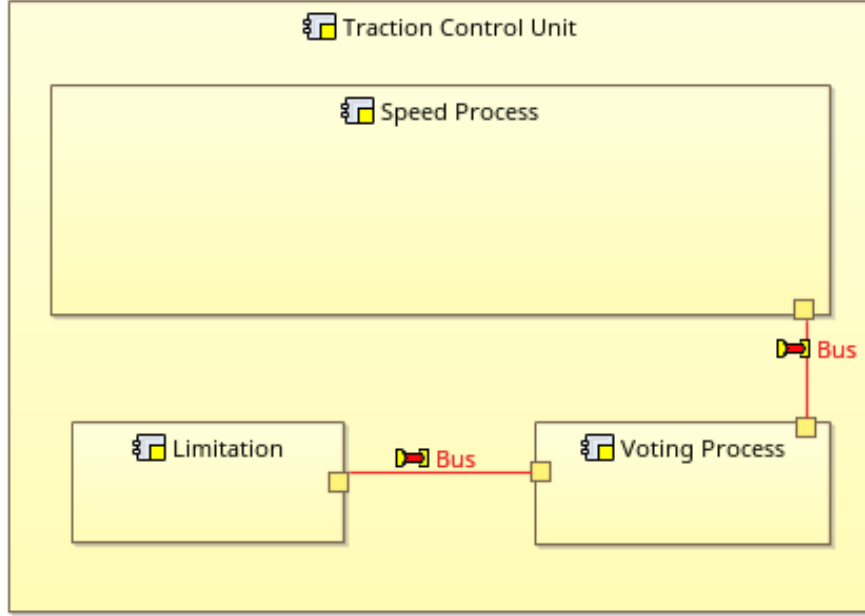 Traction Control Unit
Speed Process
Bus
Limitation
Bus
Voting Process